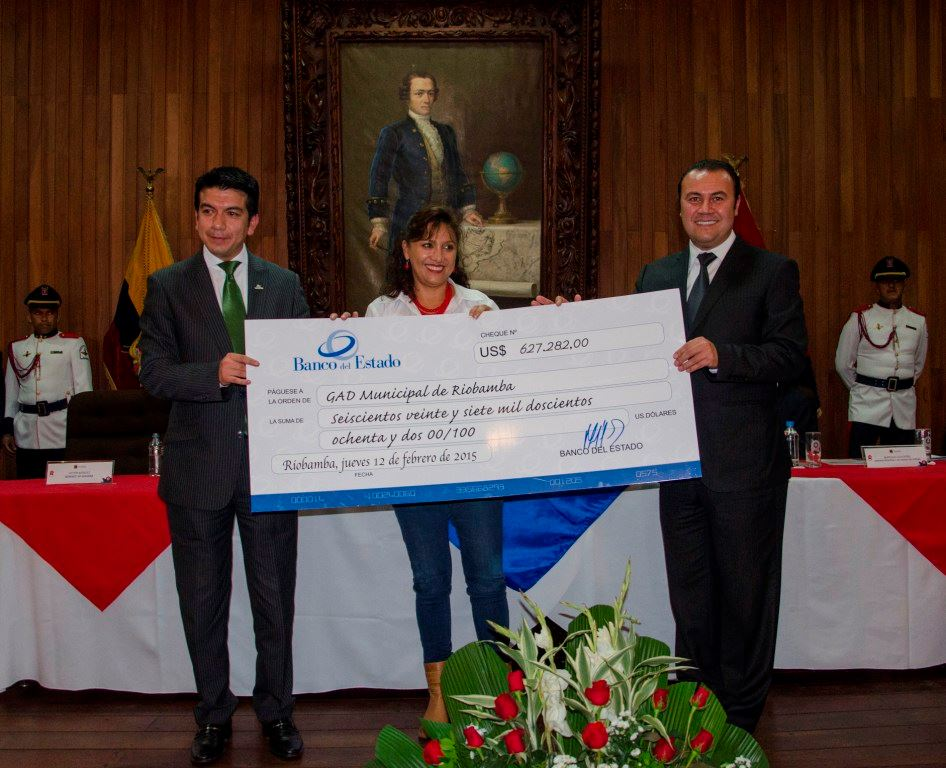 Banco del Estado
CHEQUE Nº
US$ 627.282,00
PÁGUESE A
LA ORDEN DE
GAD Municipal de Riobamba
LA SUMA DE
Seiscientos veinte y siete mil doscientos
ochenta y dos 00/100
US DÓLARES
Riobamba, jueves 12 de febrero de 2015
FECHA
BANCO DEL ESTADO
001205 0575